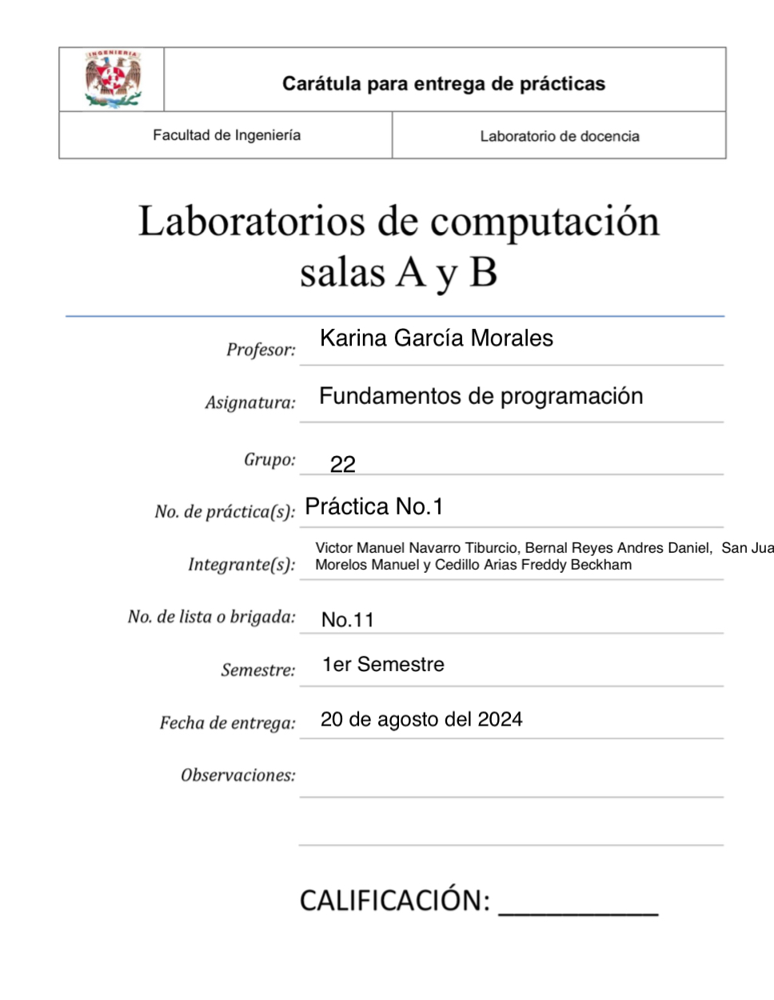 INGENIERIA
Carátula para entrega de prácticas
Facultad de Ingeniería
Laboratorio de docencia
Laboratorios de computación
salas A y B
Profesor: Karina García Morales
Asignatura: Fundamentos de programación
Grupo: 22
No. de práctica(s): Práctica No.1
Integrante(s): Victor Manuel Navarro Tiburcio, Bernal Reyes Andres Daniel, San Jua
Morelos Manuel y Cedillo Arias Freddy Beckham
No. de lista o brigada: No.11
Semestre: 1er Semestre
Fecha de entrega: 20 de agosto del 2024
Observaciones:
CALIFICACIÓN: __________